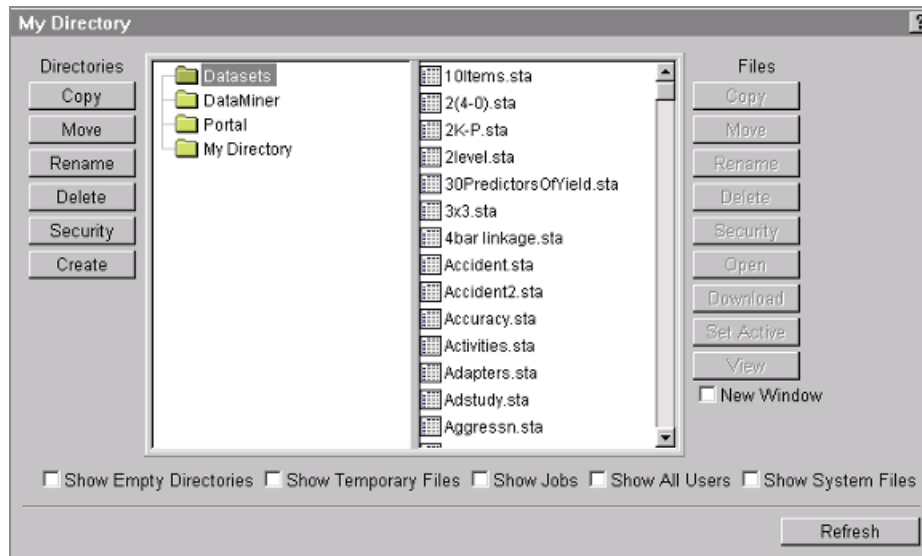 My Directory
?
Directories
Copy
Move
Rename
Delete
Security
Create
Datasets
DataMiner
Portal
My Directory
10Items.sta
2(4-0).sta
2K-P.sta
2level.sta
30PredictorsOfYield.sta
3x3.sta
4bar linkage.sta
Accident.sta
Accident2.sta
Accuracy.sta
Activities.sta
Adapters.sta
Adstudy.sta
Aggressn.sta
Files
Copy
Move
Rename
Delete
Security
Open
Download
Set Active
View
New Window
Show Empty Directories Show Temporary Files Show Jobs Show All Users Show System Files
Refresh